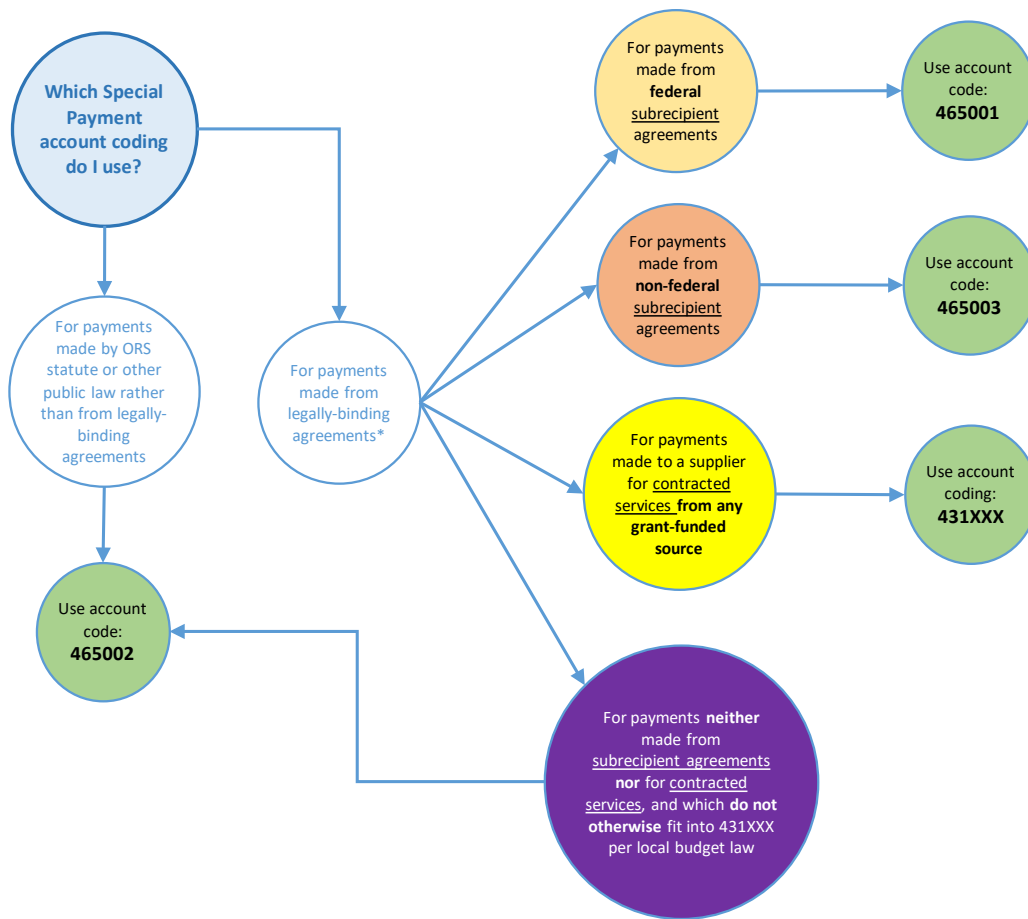 Which Special
Payment
account coding
do I use?
For payments
made by ORS
statute or other
public law rather
than from legally-
binding
agreements
Use account
code:
465002
For payments
made from
legally-binding
agreements*
For payments
made from
federal
subrecipient
agreements
Use account
code:
465001
For payments
made from
non-federal
subrecipient
agreements
Use account
code:
465003
For payments
made to a supplier
for contracted
services from any
grant-funded
source
Use account
coding:
431XXX
For payments neither
made from
subrecipient agreements
nor for contracted
services, and which do not
otherwise fit into 431XXX
per local budget law